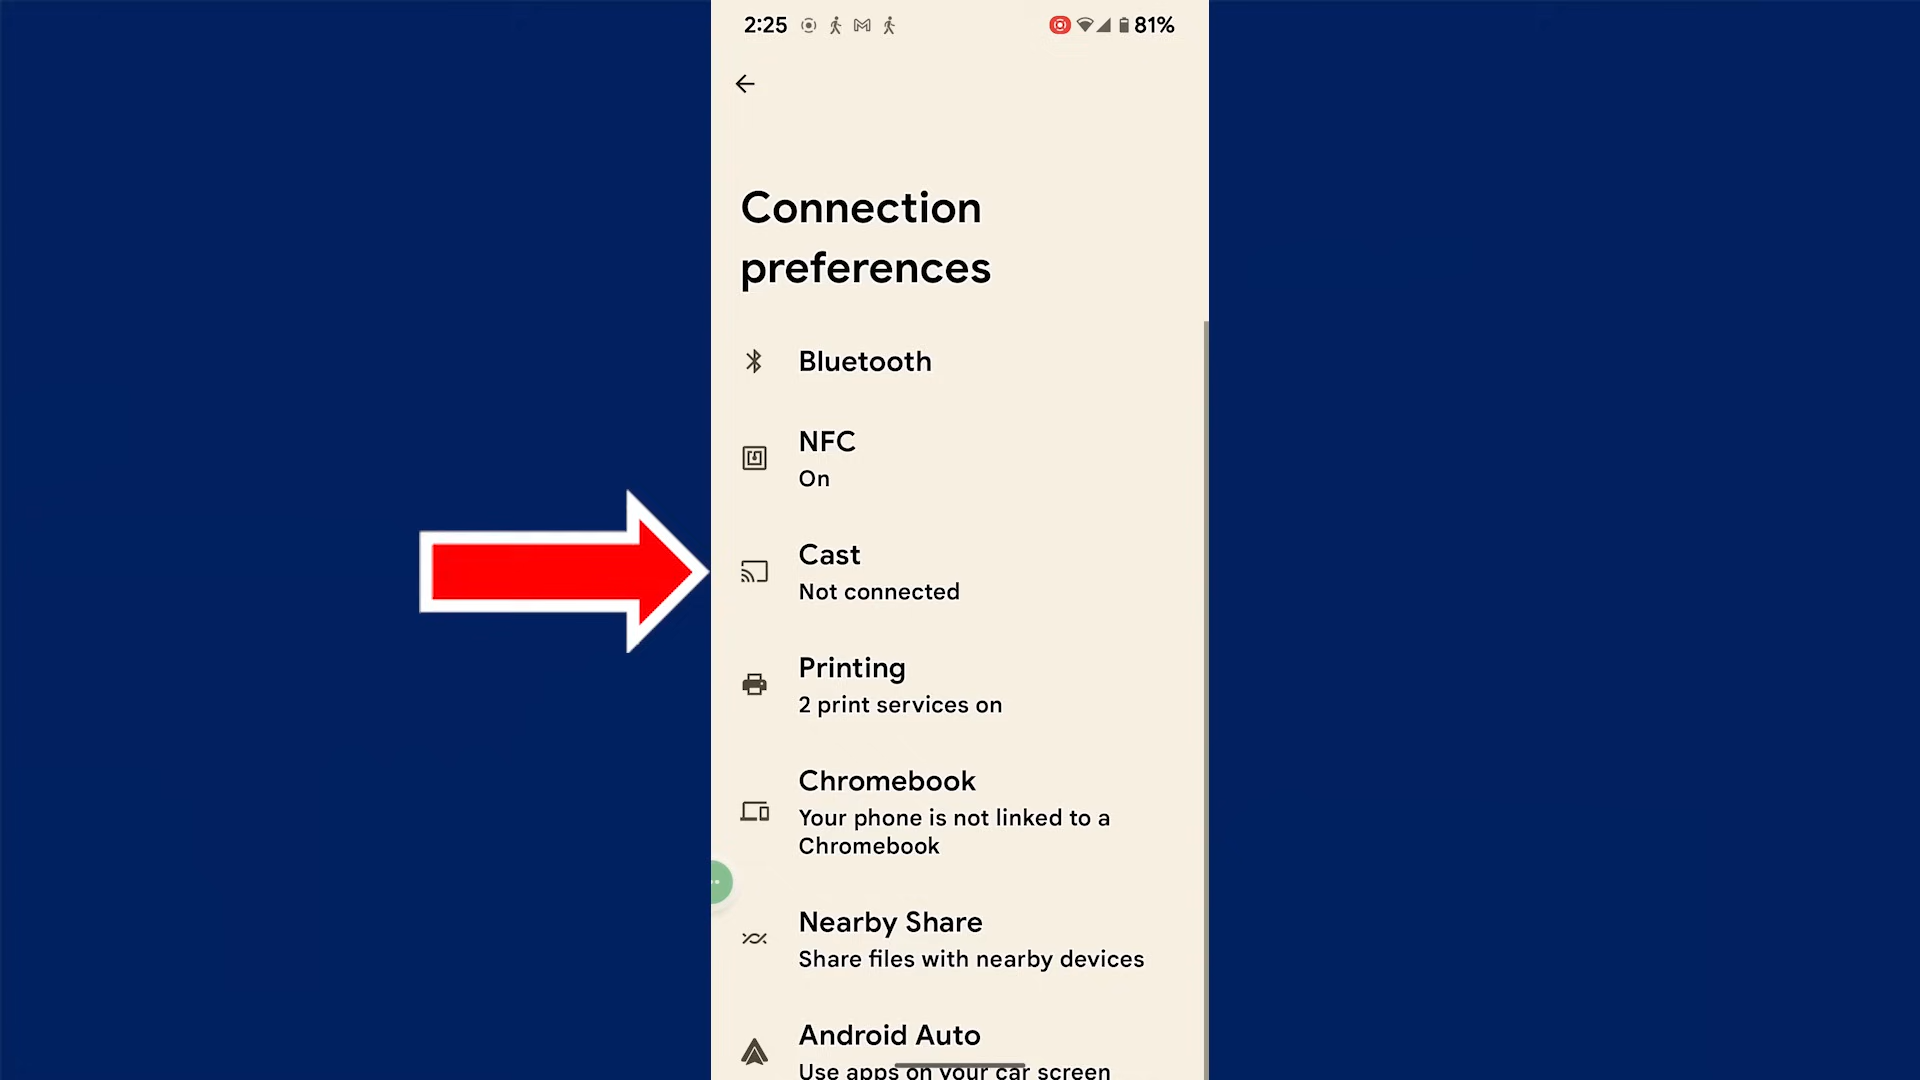 2:25 81%
Connection
preferences
Bluetooth
NFC
On
Cast
Not connected
Printing
2 print services on
Chromebook
Your phone is not linked to a
Chromebook
Nearby Share
Share files with nearby devices
Android Auto
Use apps on your car screen